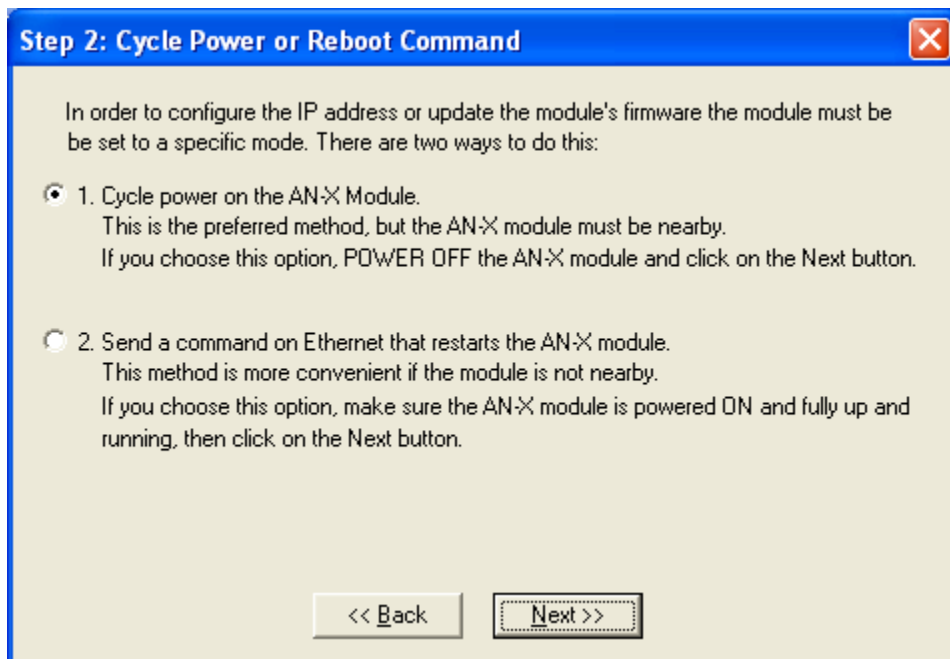 Step 2: Cycle Power or Reboot Command
In order to configure the IP address or update the module's firmware the module must be
be set to a specific mode. There are two ways to do this:
1. Cycle power on the AN-X Module.
This is the preferred method, but the AN-X module must be nearby.
If you choose this option, POWER OFF the AN-X module and click on the Next button.
2. Send a command on Ethernet that restarts the AN-X module.
This method is more convenient if the module is not nearby.
If you choose this option, make sure the AN-X module is powered ON and fully up and
running, then click on the Next button.
<< Back
Next >>